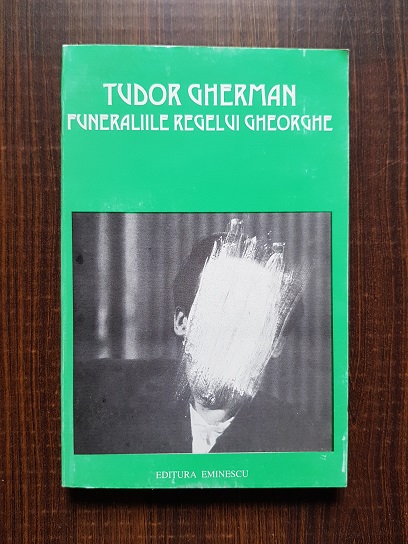 TUDOR GHERMAN
FUNERALIILE REGELUI GHEORGHE
EDITURA EMINESCU